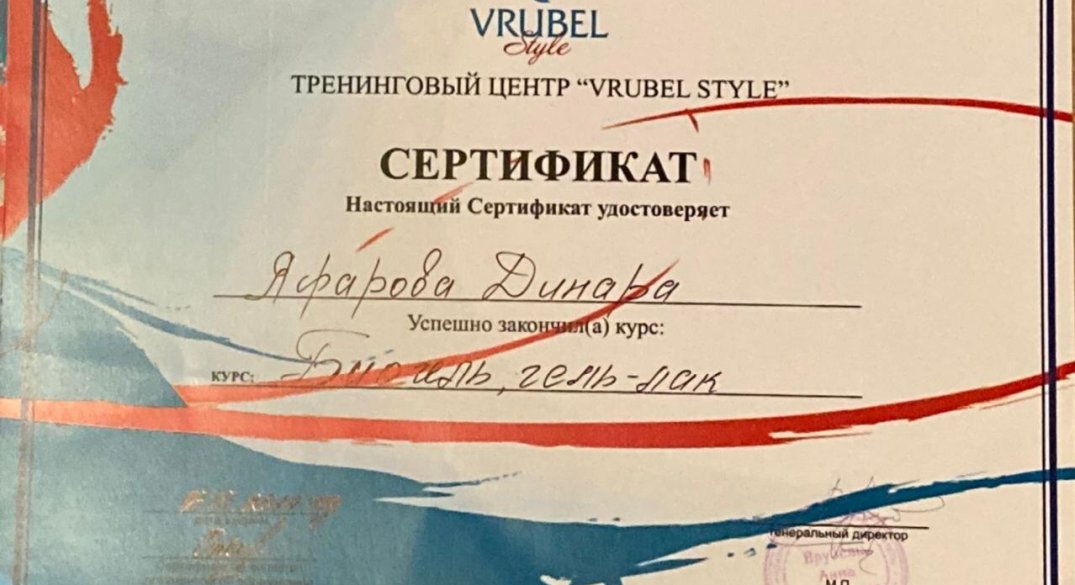 VRUBEL
Style
ТРЕНИНГОВЫЙ ЦЕНТР “VRUBEL STYLE”
СЕРТИФИКАТ
Настоящий Сертификат удостоверяет
Яфарова Динара
Успешно закончил(а) курс:
КУРС: Биогель, гель-лак
генеральный директор
М.П.